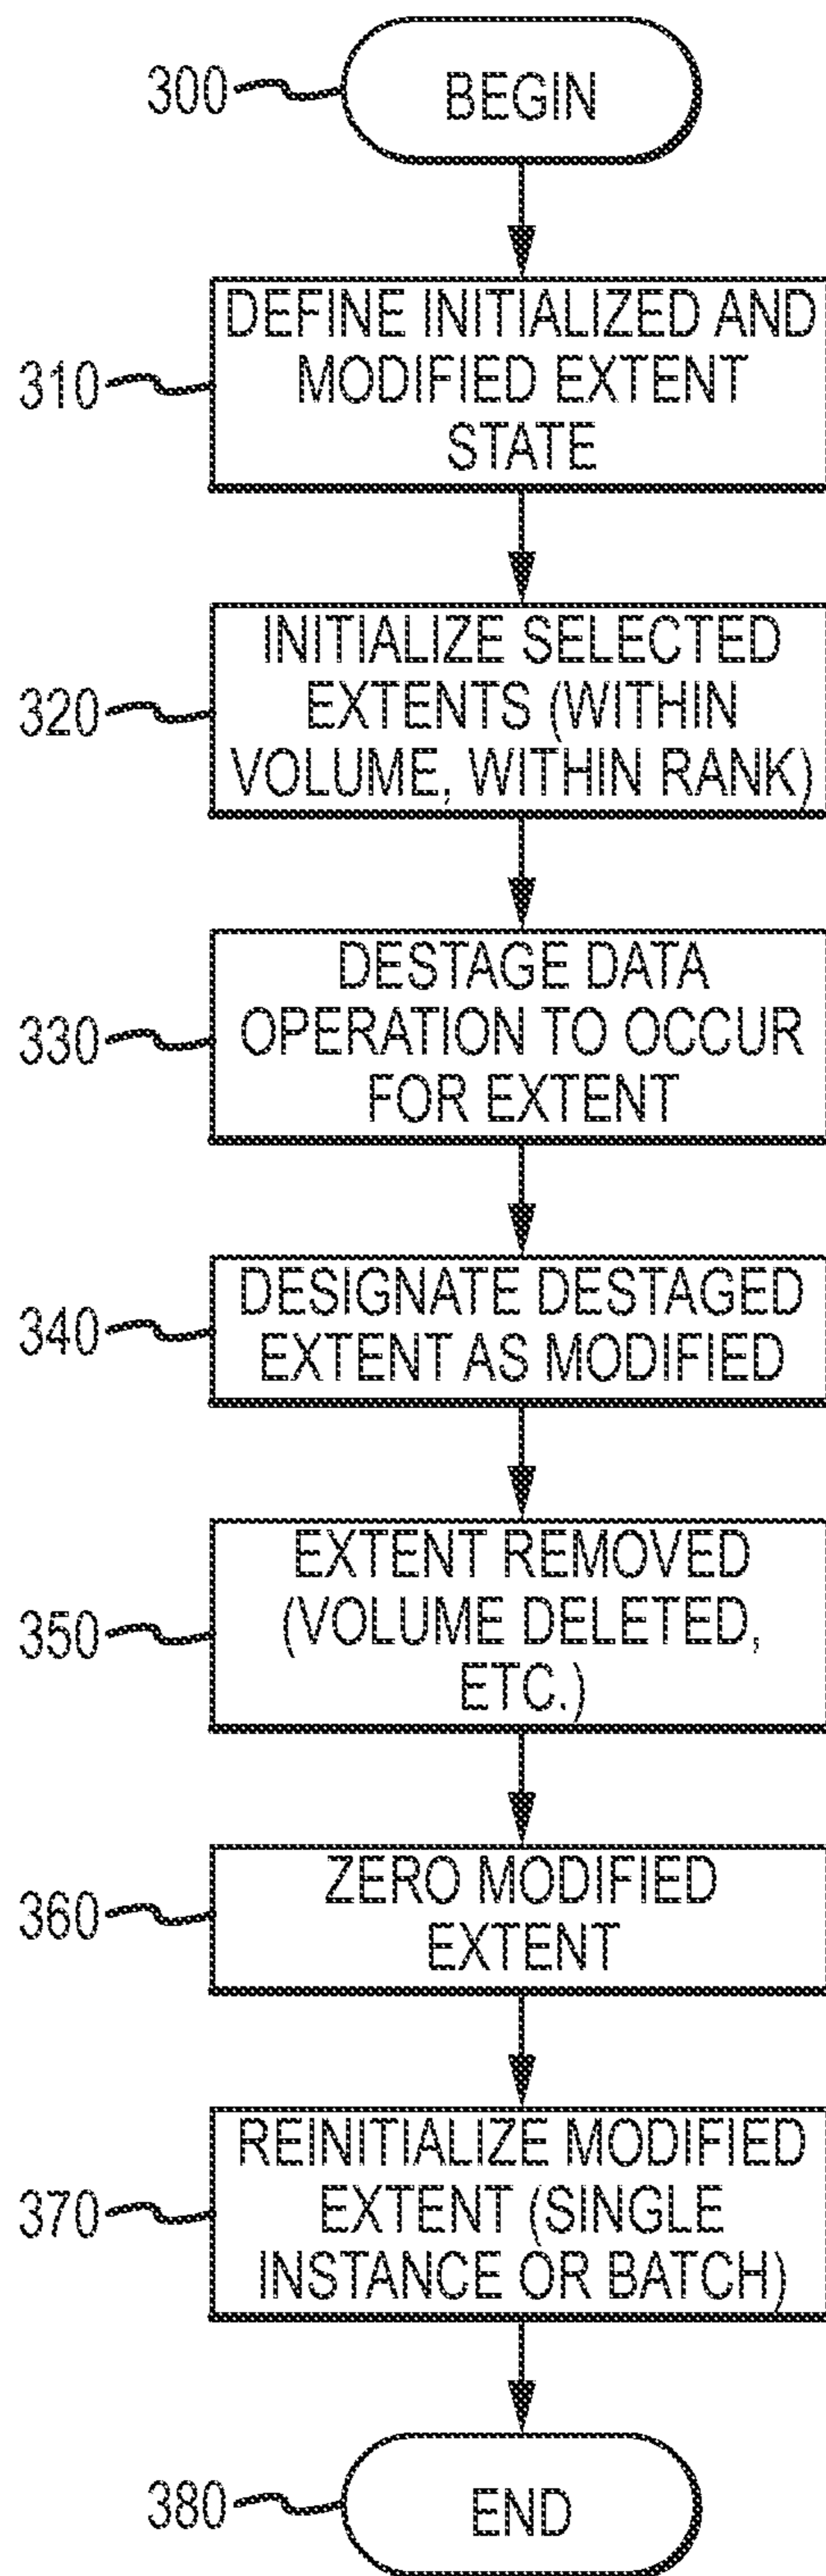 300
BEGIN
310
DEFINE INITIALIZED AND
MODIFIED EXTENT
STATE
320
INITIALIZE SELECTED
EXTENTS (WITHIN
VOLUME, WITHIN RANK)
330
DESTAGE DATA
OPERATION TO OCCUR
FOR EXTENT
340
DESIGNATE DESTAGED
EXTENT AS MODIFIED
350
EXTENT REMOVED
(VOLUME DELETED,
ETC.)
360
ZERO MODIFIED
EXTENT
370
REINITIALIZE MODIFIED
EXTENT (SINGLE
INSTANCE OR BATCH)
380
END